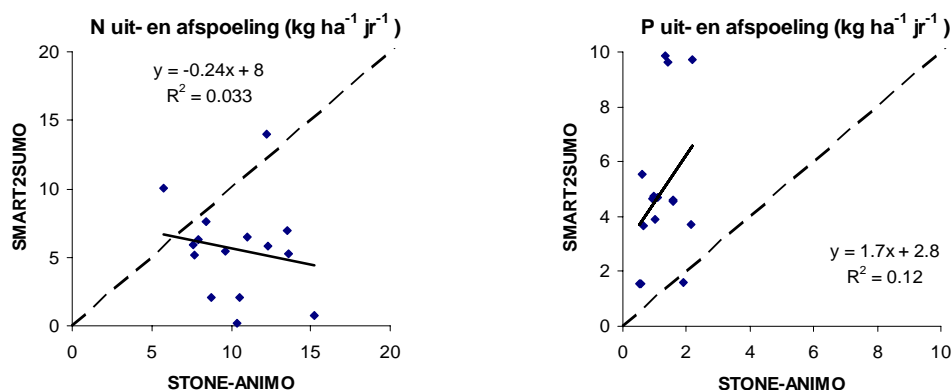 N uit- en afspoeling (kg ha⁻¹ jr⁻¹)
20
15
10
5
0
SMART2SUMO
y = -0.24x + 8
R² = 0.033
0 5 10 15 20
STONE-ANIMO
P uit- en afspoeling (kg ha⁻¹ jr⁻¹)
10
8
6
4
2
0
SMART2SUMO
y = 1.7x + 2.8
R² = 0.12
0 2 4 6 8 10
STONE-ANIMO